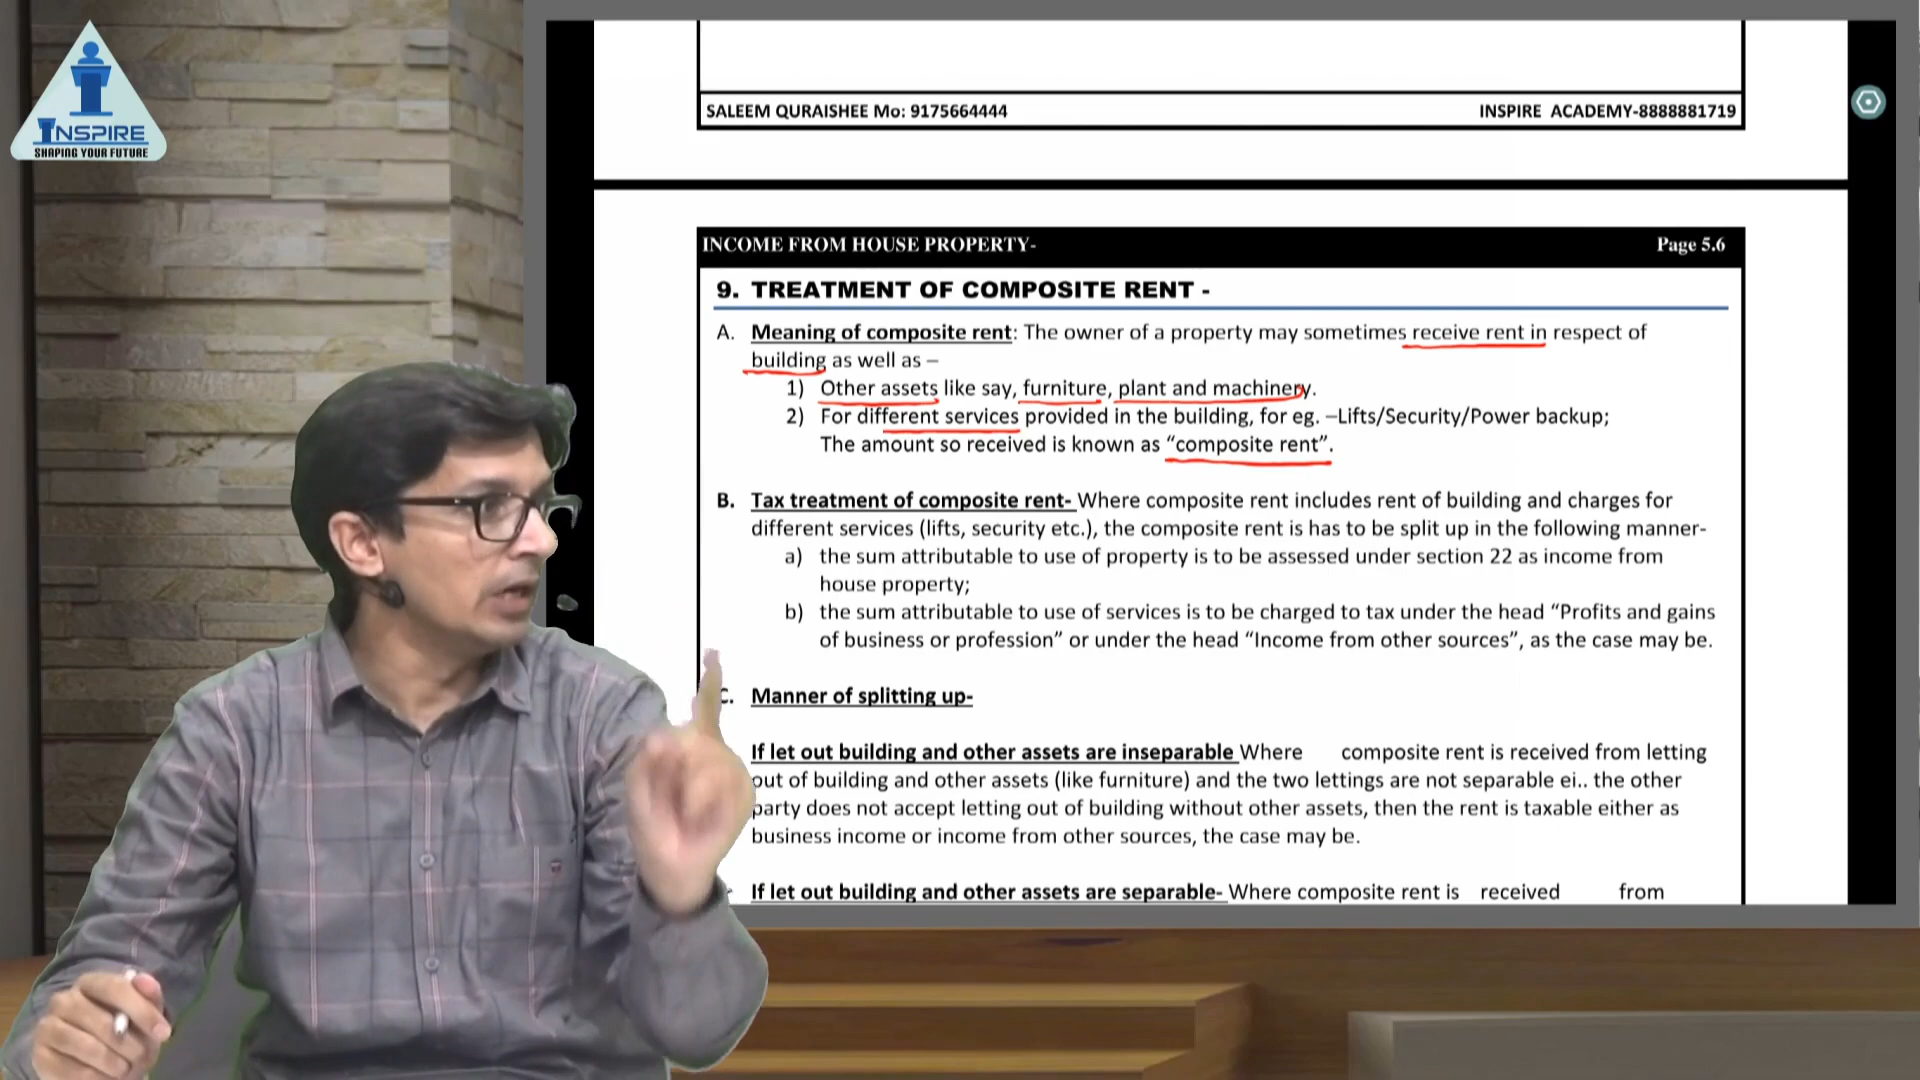 INSPIRE
SHAPING YOUR FUTURE
SALEEM QURAISHEE Mo: 9175664444 INSPIRE ACADEMY-8888881719
INCOME FROM HOUSE PROPERTY- Page 5.6
9. TREATMENT OF COMPOSITE RENT -
A. Meaning of composite rent: The owner of a property may sometimes receive rent in respect of
building as well as –
1) Other assets like say, furniture, plant and machinery.
2) For different services provided in the building, for eg. –Lifts/Security/Power backup;
The amount so received is known as “composite rent”.
B. Tax treatment of composite rent- Where composite rent includes rent of building and charges for
different services (lifts, security etc.), the composite rent is has to be split up in the following manner-
a) the sum attributable to use of property is to be assessed under section 22 as income from
house property;
b) the sum attributable to use of services is to be charged to tax under the head “Profits and gains
of business or profession” or under the head “Income from other sources”, as the case may be.
C. Manner of splitting up-
If let out building and other assets are inseparable Where composite rent is received from letting
out of building and other assets (like furniture) and the two lettings are not separable ei.. the other
party does not accept letting out of building without other assets, then the rent is taxable either as
business income or income from other sources, the case may be.
If let out building and other assets are separable- Where composite rent is received from